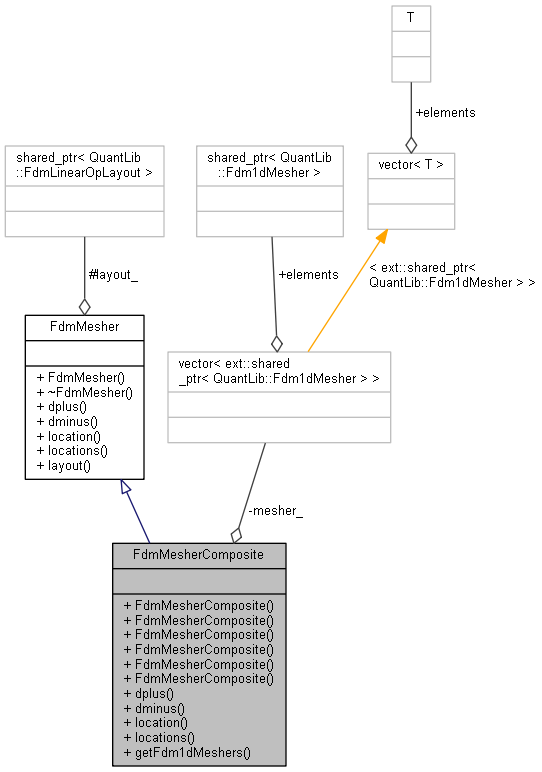 T
+elements
shared_ptr< QuantLib
::FdmLinearOpLayout >
shared_ptr< QuantLib
::Fdm1dMesher >
vector< T >
#layout_
+elements
< ext::shared_ptr<
QuantLib::Fdm1dMesher > >
FdmMesher
+ FdmMesher()
+ ~FdmMesher()
+ dplus()
+ dminus()
+ location()
+ locations()
+ layout()
vector< ext::shared
_ptr< QuantLib::Fdm1dMesher > >
-mesher_
FdmMesherComposite
+ FdmMesherComposite()
+ FdmMesherComposite()
+ FdmMesherComposite()
+ FdmMesherComposite()
+ FdmMesherComposite()
+ FdmMesherComposite()
+ dplus()
+ dminus()
+ location()
+ locations()
+ getFdm1dMeshers()